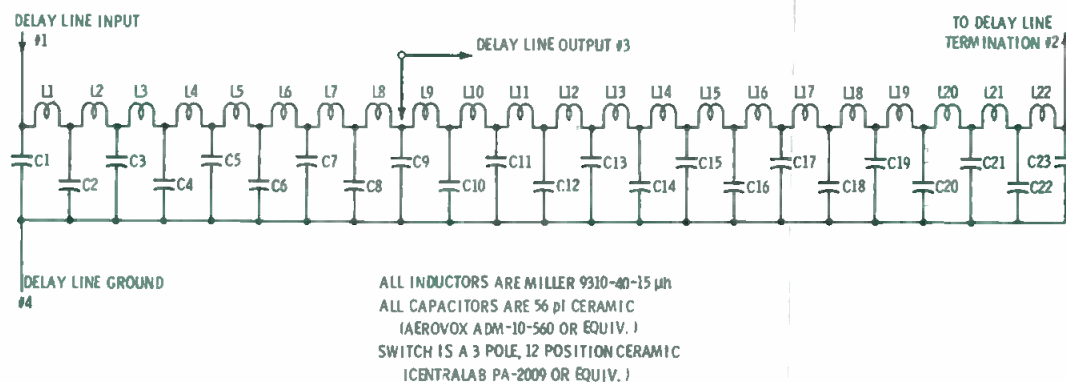 DELAY LINE INPUT
#1
DELAY LINE OUTPUT #3
TO DELAY LINE
TERMINATION #2
L1 L2 L3 L4 L5 L6 L7 L8 L9 L10 L11 L12 L13 L14 L15 L16 L17 L18 L19 L20 L21 L22
C1 C3 C5 C7 C9 C11 C13 C15 C17 C19 C21 C23
C2 C4 C6 C8 C10 C12 C14 C16 C18 C20 C22
DELAY LINE GROUND
#4
ALL INDUCTORS ARE MILLER 9310-40-15 μh
ALL CAPACITORS ARE 56 pf CERAMIC
(AEROVOX ADM-10-560 OR EQUIV.)
SWITCH IS A 3 POLE, 12 POSITION CERAMIC
(CENTRALAB PA-2009 OR EQUIV.)